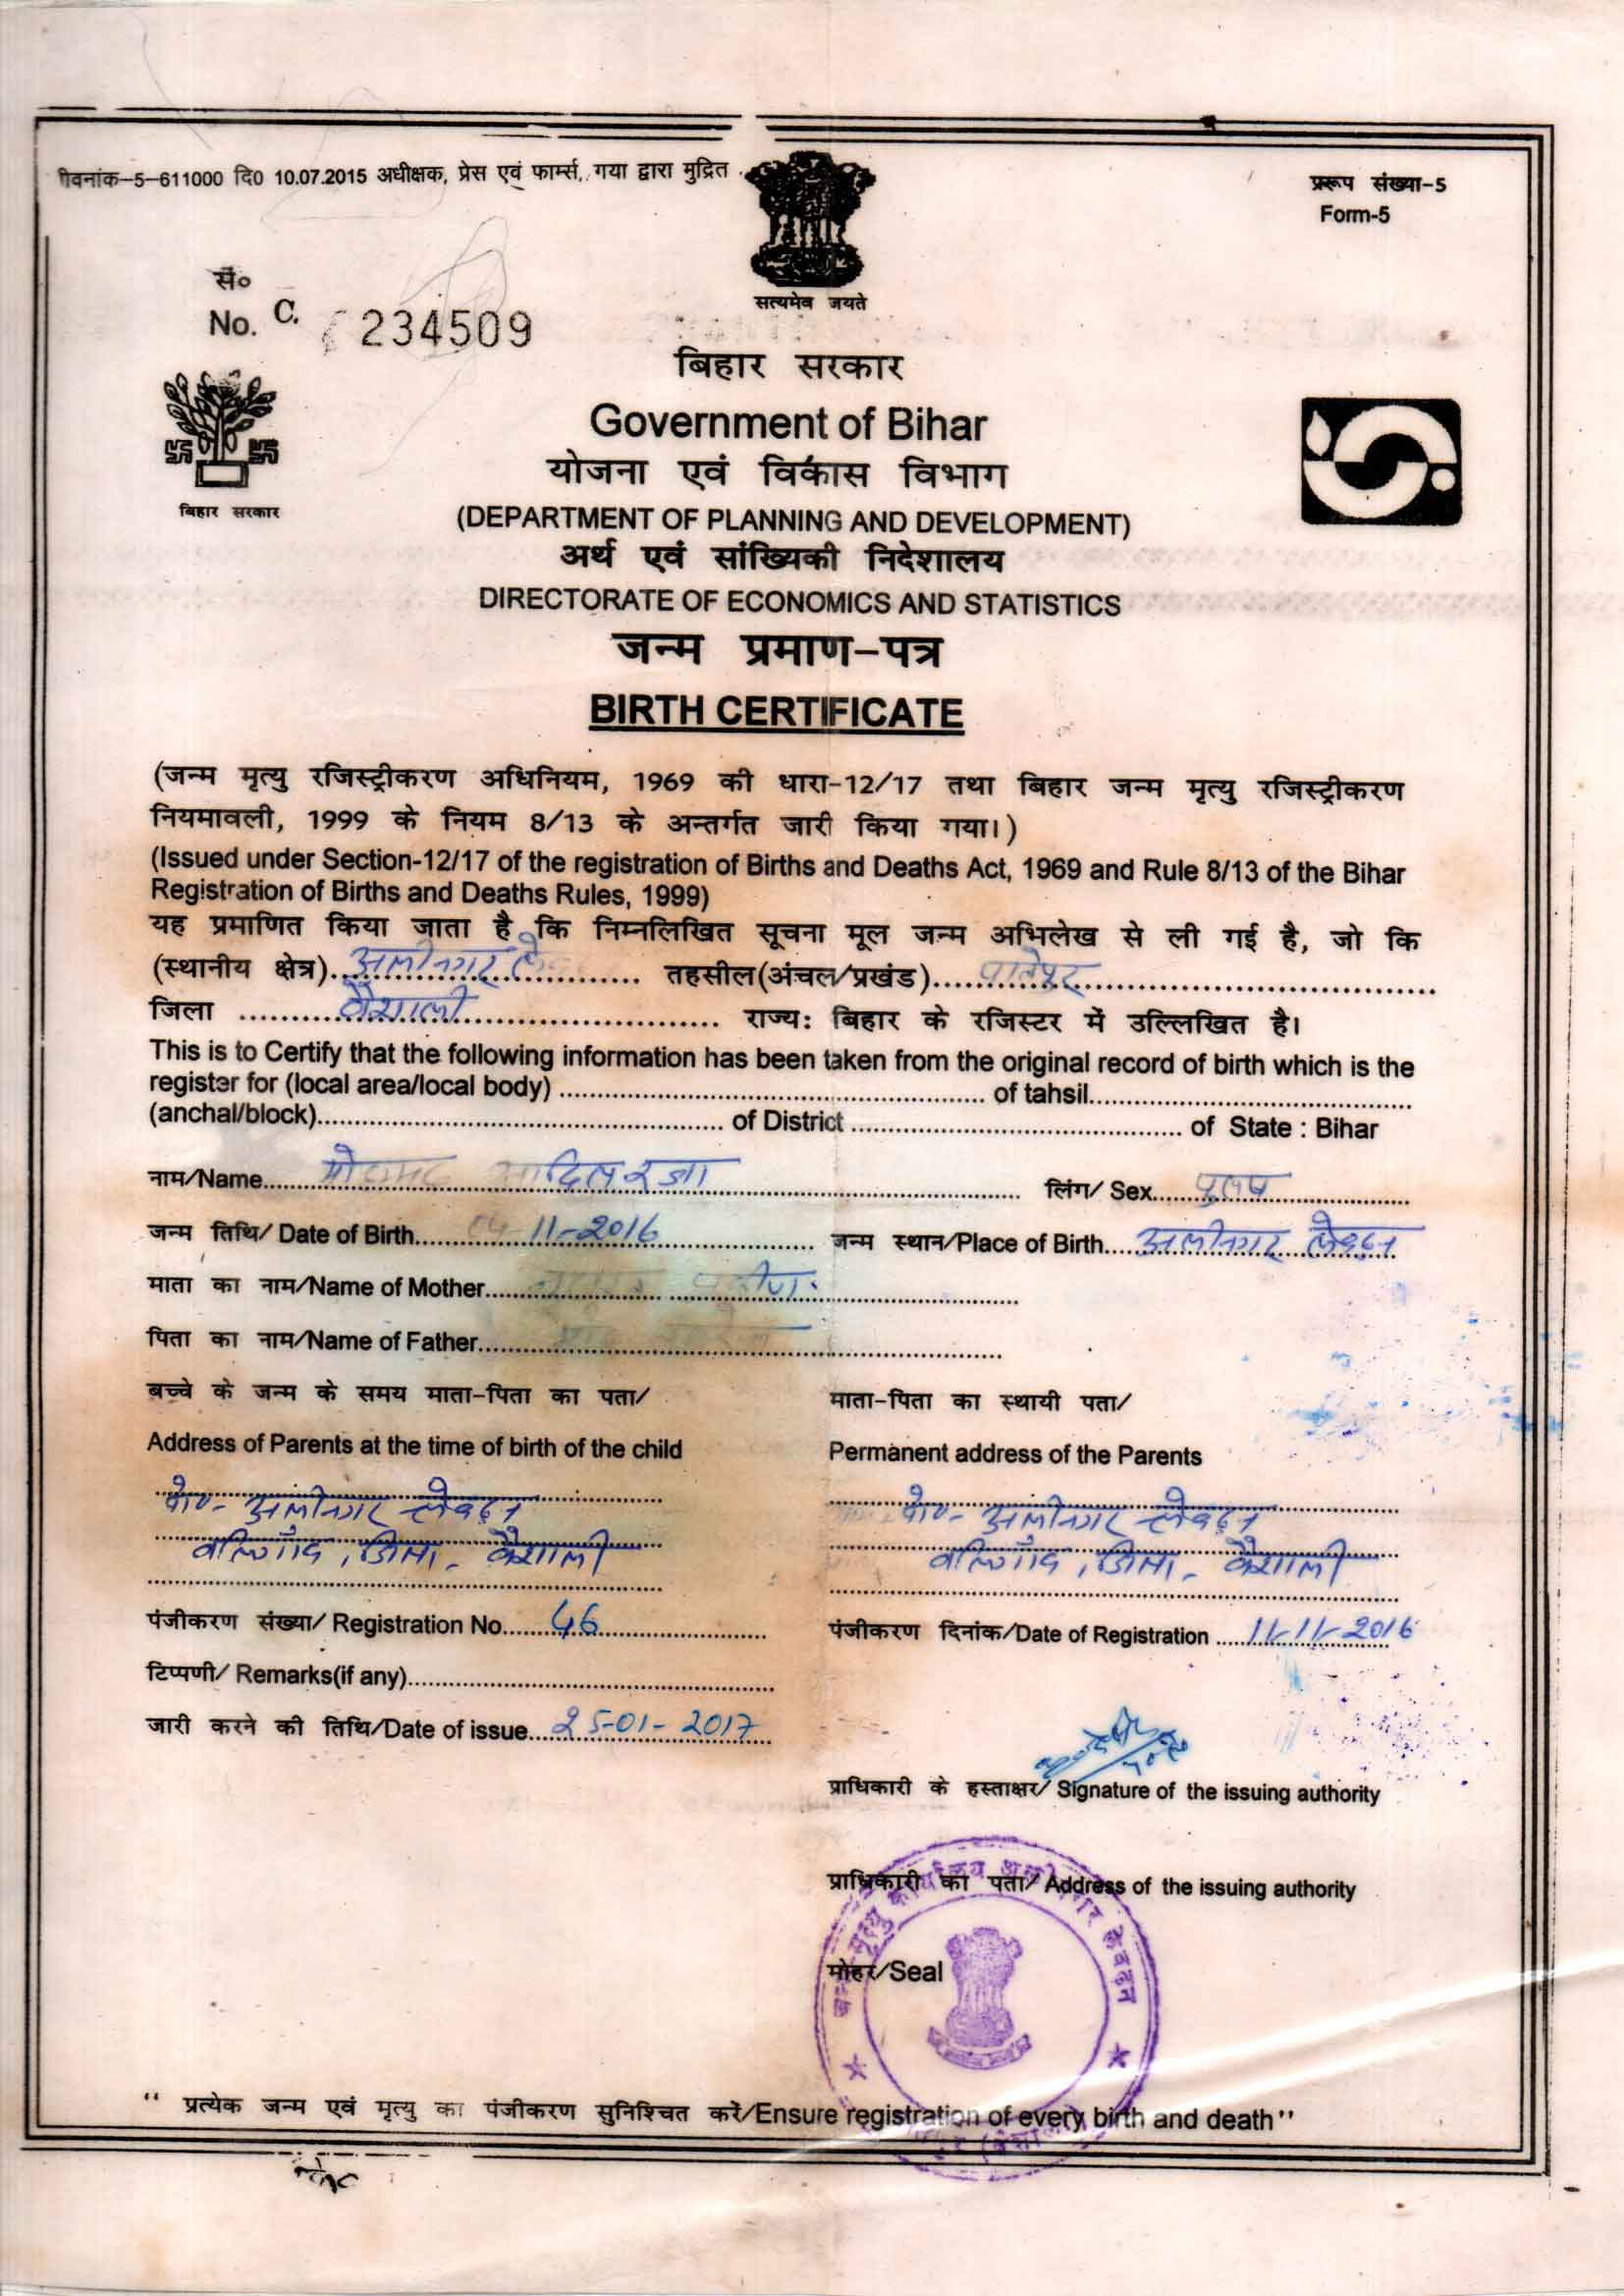 पीवनांक-5-611000 दि0 10.07.2015 अधीक्षक, प्रेस एवं फार्म्स, गया द्वारा मुद्रित
प्ररूप संख्या-5
Form-5
सत्यमेव जयते
सं०
No. C. 234509
बिहार सरकार
बिहार सरकार
Government of Bihar
योजना एवं विकास विभाग
(DEPARTMENT OF PLANNING AND DEVELOPMENT)
अर्थ एवं सांख्यिकी निदेशालय
DIRECTORATE OF ECONOMICS AND STATISTICS
जन्म प्रमाण-पत्र
BIRTH CERTIFICATE
(जन्म मृत्यु रजिस्ट्रीकरण अधिनियम, 1969 की धारा-12/17 तथा बिहार जन्म मृत्यु रजिस्ट्रीकरण
नियमावली, 1999 के नियम 8/13 के अन्तर्गत जारी किया गया।)
(Issued under Section-12/17 of the registration of Births and Deaths Act, 1969 and Rule 8/13 of the Bihar
Registration of Births and Deaths Rules, 1999)
यह प्रमाणित किया जाता है कि निम्नलिखित सूचना मूल जन्म अभिलेख से ली गई है, जो कि
(स्थानीय क्षेत्र) अलीनगर तहसील (अंचल/प्रखंड) पातेपुर
जिला वैशाली राज्य: बिहार के रजिस्टर में उल्लिखित है।
This is to Certify that the following information has been taken from the original record of birth which is the
register for (local area/local body) of tahsil
(anchal/block) of District of State : Bihar
नाम/Name मोहम्मद आदिल रजा लिंग/ Sex पुरुष
जन्म तिथि/ Date of Birth 04-11-2016 जन्म स्थान/Place of Birth अलीनगर लेवढ़न
माता का नाम/Name of Mother
पिता का नाम/Name of Father
बच्चे के जन्म के समय माता-पिता का पता/ माता-पिता का स्थायी पता/
Address of Parents at the time of birth of the child Permanent address of the Parents
पो०- अलीनगर लेवढ़न पो०- अलीनगर लेवढ़न
बलिगाँव, जिला- वैशाली बलिगाँव, जिला- वैशाली
पंजीकरण संख्या/ Registration No. 46 पंजीकरण दिनांक/Date of Registration 11-11-2016
टिप्पणी/ Remarks(if any)
जारी करने की तिथि/Date of issue 25-01-2017
प्राधिकारी के हस्ताक्षर/ Signature of the issuing authority
प्राधिकारी का पता/ Address of the issuing authority
मोहर/Seal
" प्रत्येक जन्म एवं मृत्यु का पंजीकरण सुनिश्चित करें/Ensure registration of every birth and death"